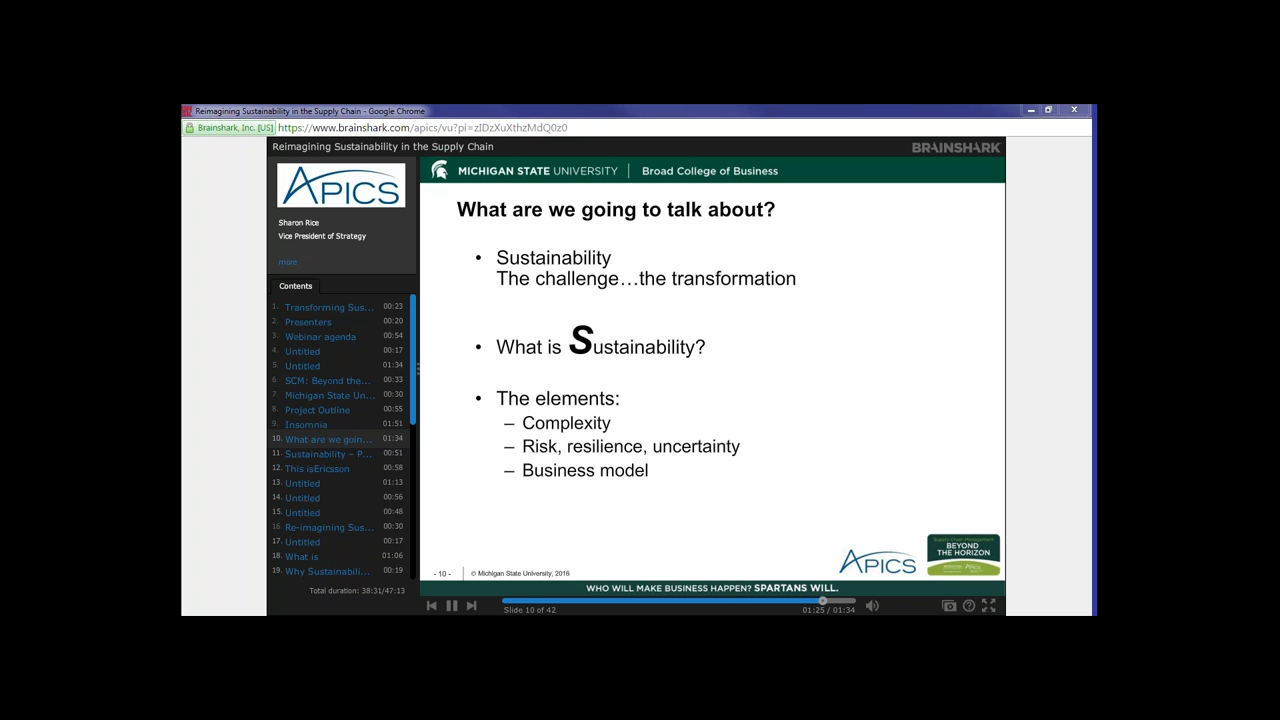 Reimagining Sustainability in the Supply Chain - Google Chrome
Brainshark, Inc. [US] https://www.brainshark.com/apics/vu?pi=zIDzXuXthzMdQ0z0
Reimagining Sustainability in the Supply Chain
BRAINSHARK
APICS
Sharon Rice
Vice President of Strategy
more
Contents
1. Transforming Sus... 00:23
2. Presenters 00:20
3. Webinar agenda 00:54
4. Untitled 00:17
5. Untitled 01:34
6. SCM: Beyond the... 00:33
7. Michigan State Un... 00:30
8. Project Outline 00:55
9. Insomnia 01:51
10. What are we goin... 01:34
11. Sustainability – P... 00:51
12. This isEricsson 00:58
13. Untitled 01:13
14. Untitled 00:56
15. Untitled 00:48
16. Re-imagining Sus... 00:30
17. Untitled 00:17
18. What is 01:06
19. Why Sustainabili... 00:19
Total duration: 38:31/47:13
MICHIGAN STATE UNIVERSITY | Broad College of Business
What are we going to talk about?
• Sustainability
The challenge…the transformation
• What is Sustainability?
• The elements:
– Complexity
– Risk, resilience, uncertainty
– Business model
APICS
Supply Chain Management
BEYOND
THE HORIZON
- 10 - © Michigan State University, 2016
WHO WILL MAKE BUSINESS HAPPEN? SPARTANS WILL.
Slide 10 of 42
01:25 / 01:34